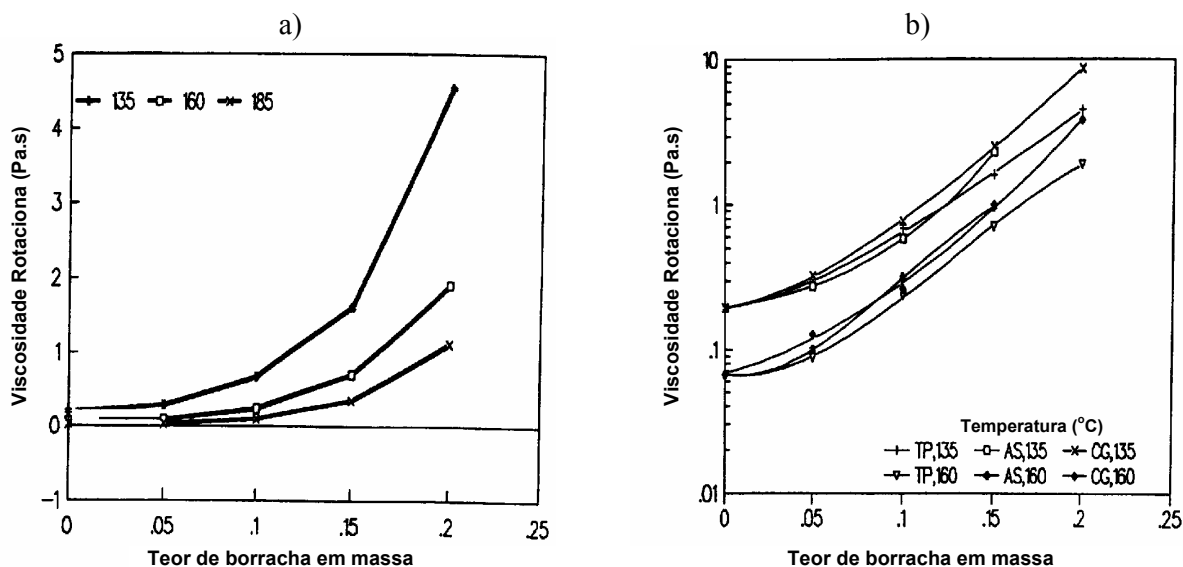 a)
5
4
3
2
1
0
−1
135 160 185
Viscosidade Rotaciona (Pa.s)
0 .05 .1 .15 .2 .25
Teor de borracha em massa
b)
10
1
.1
.01
Viscosidade Rotaciona (Pa.s)
Temperatura (°C)
TP,135 AS,135 CG,135
TP,160 AS,160 CG,160
0 .05 .1 .15 .2 .25
Teor de borracha em massa